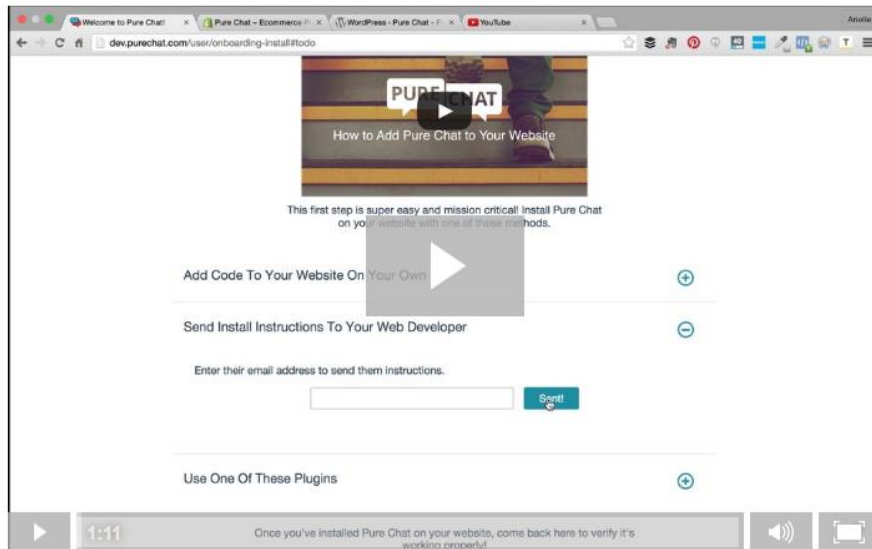 Welcome to Pure Chat!
Pure Chat – Ecommerce P
WordPress - Pure Chat -
YouTube
Arielle
dev.purechat.com/user/onboarding-install#todo
PURE CHAT
How to Add Pure Chat to Your Website
This first step is super easy and mission critical! Install Pure Chat
on your website with one of these methods.
Add Code To Your Website On Your Own
Send Install Instructions To Your Web Developer
Enter their email address to send them instructions.
Sent!
Use One Of These Plugins
1:11
Once you've installed Pure Chat on your website, come back here to verify it's
working properly!